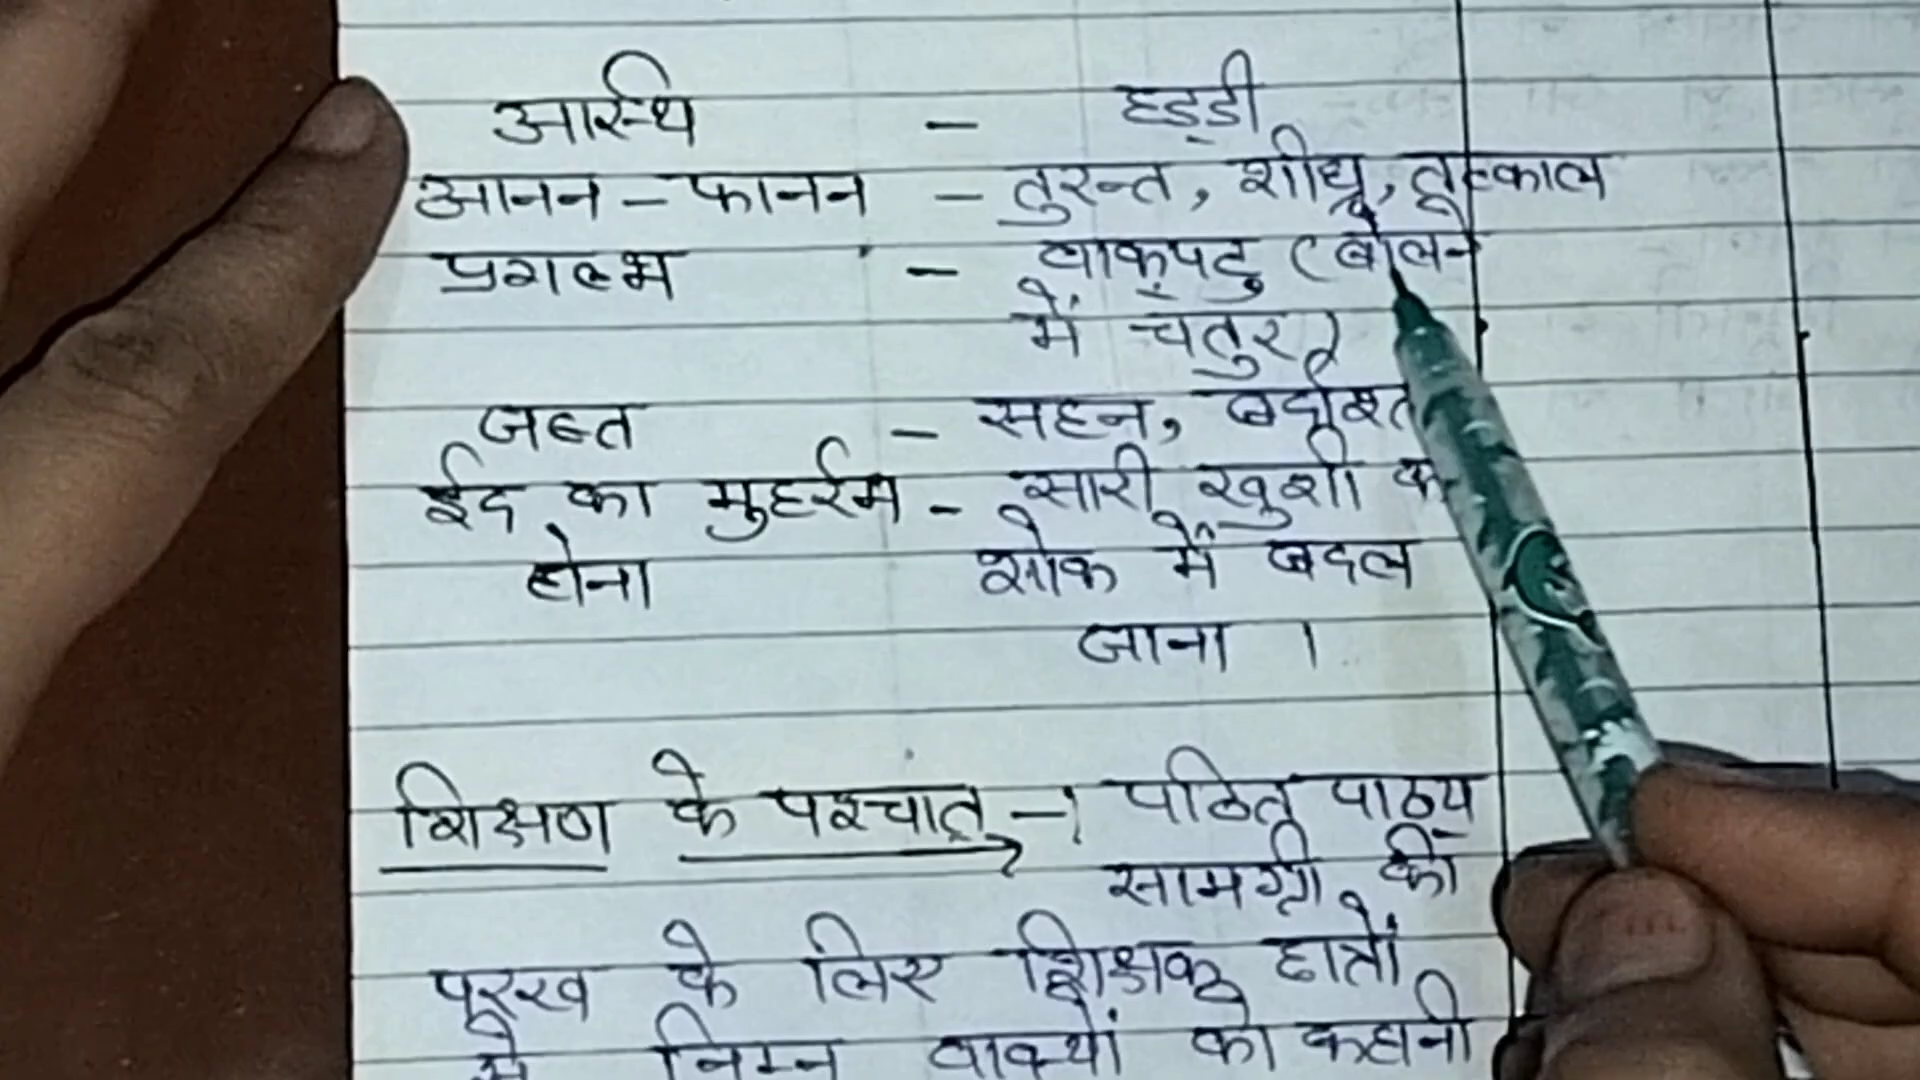 अस्थि - हड्डी
आनन - फानन - तुरन्त, शीघ्र, तत्काल
प्रगल्भ - वाक्पटु (बोलने
में चतुर)
जब्त - सहन, बर्दाश्त
ईद का मुहर्रम - सारी खुशी का
होना शोक में बदल
जाना ।
शिक्षण के पश्चात् -: पठित पाठ्य
सामग्री की
परख के लिए शिक्षक छात्रों
से निम्न वाक्यों को कहानी